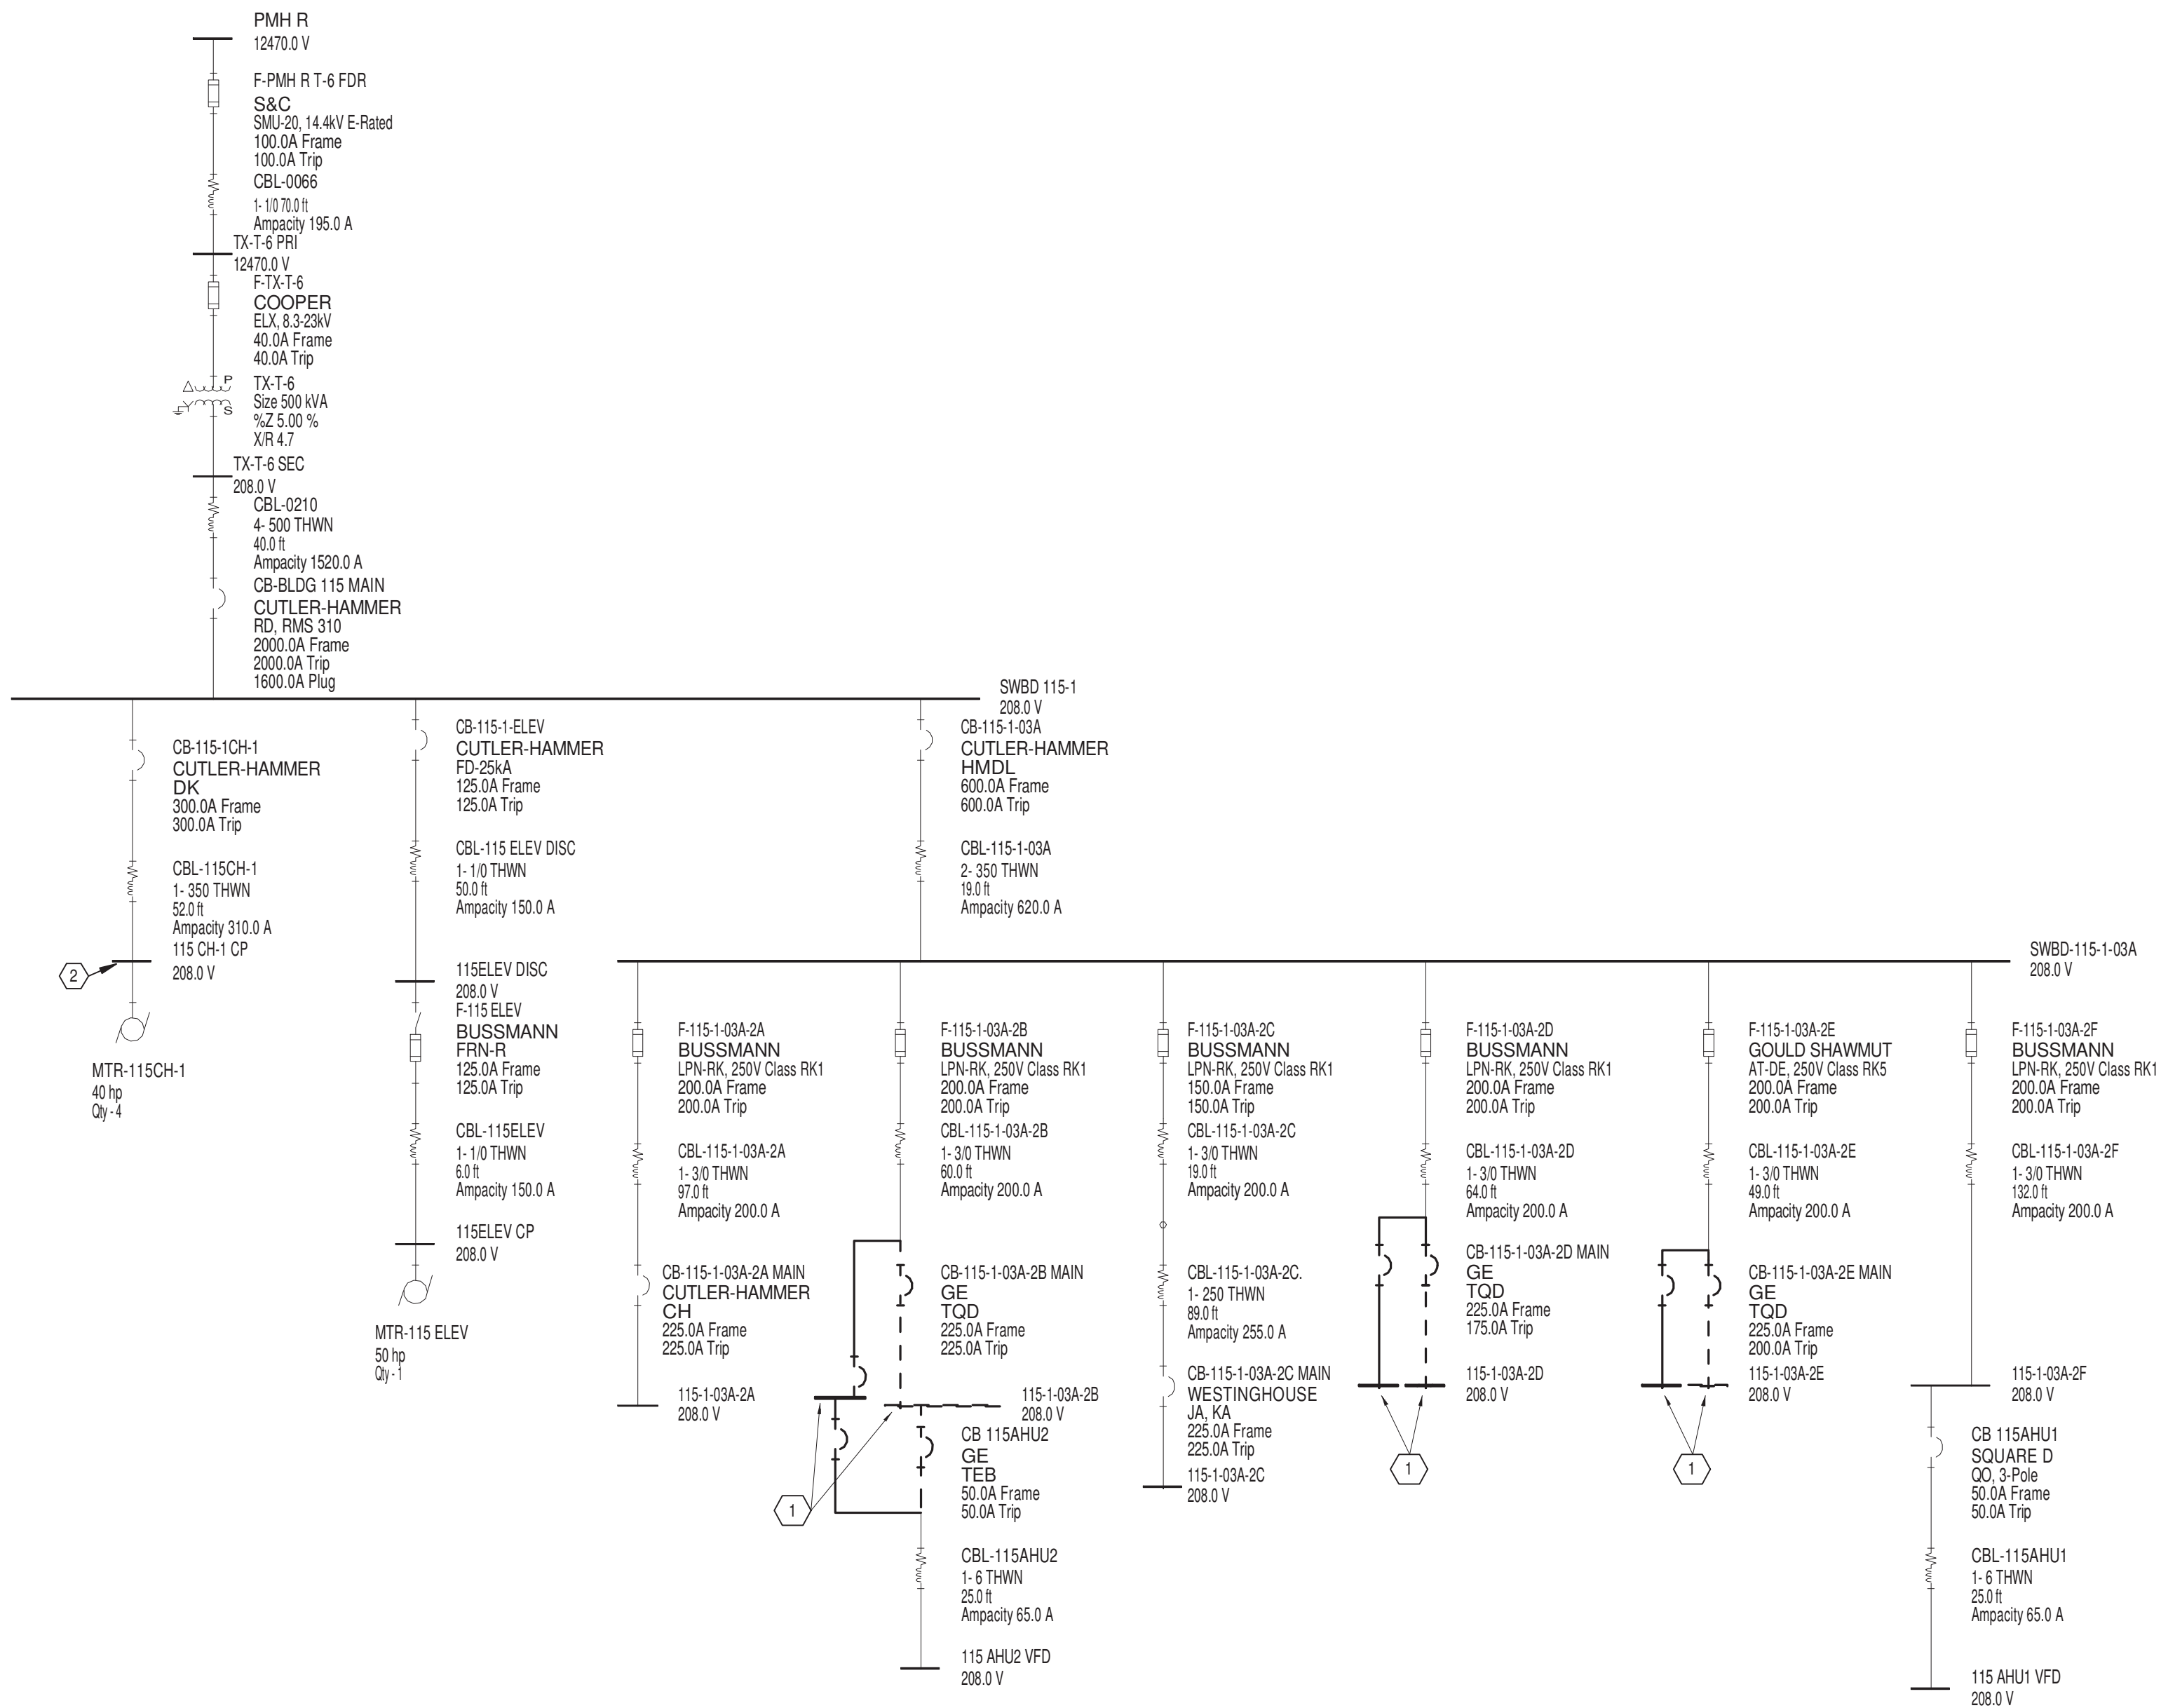 PMH R
12470.0 V
F-PMH R T-6 FDR
S&C
SMU-20, 14.4kV E-Rated
100.0A Frame
100.0A Trip
CBL-0066
1- 1/0 70.0 ft
Ampacity 195.0 A
TX-T-6 PRI
12470.0 V
F-TX-T-6
COOPER
ELX, 8.3-23kV
40.0A Frame
40.0A Trip
P
S
TX-T-6
Size 500 kVA
%Z 5.00 %
X/R 4.7
TX-T-6 SEC
208.0 V
CBL-0210
4- 500 THWN
40.0 ft
Ampacity 1520.0 A
CB-BLDG 115 MAIN
CUTLER-HAMMER
RD, RMS 310
2000.0A Frame
2000.0A Trip
1600.0A Plug
SWBD 115-1
208.0 V
CB-115-1CH-1
CUTLER-HAMMER
DK
300.0A Frame
300.0A Trip
CBL-115CH-1
1- 350 THWN
52.0 ft
Ampacity 310.0 A
115 CH-1 CP
208.0 V
2
MTR-115CH-1
40 hp
Qty - 4
CB-115-1-ELEV
CUTLER-HAMMER
FD-25kA
125.0A Frame
125.0A Trip
CBL-115 ELEV DISC
1- 1/0 THWN
50.0 ft
Ampacity 150.0 A
115ELEV DISC
208.0 V
F-115 ELEV
BUSSMANN
FRN-R
125.0A Frame
125.0A Trip
CBL-115ELEV
1- 1/0 THWN
6.0 ft
Ampacity 150.0 A
115ELEV CP
208.0 V
MTR-115 ELEV
50 hp
Qty - 1
CB-115-1-03A
CUTLER-HAMMER
HMDL
600.0A Frame
600.0A Trip
CBL-115-1-03A
2- 350 THWN
19.0 ft
Ampacity 620.0 A
SWBD-115-1-03A
208.0 V
F-115-1-03A-2A
BUSSMANN
LPN-RK, 250V Class RK1
200.0A Frame
200.0A Trip
CBL-115-1-03A-2A
1- 3/0 THWN
97.0 ft
Ampacity 200.0 A
CB-115-1-03A-2A MAIN
CUTLER-HAMMER
CH
225.0A Frame
225.0A Trip
115-1-03A-2A
208.0 V
F-115-1-03A-2B
BUSSMANN
LPN-RK, 250V Class RK1
200.0A Frame
200.0A Trip
CBL-115-1-03A-2B
1- 3/0 THWN
60.0 ft
Ampacity 200.0 A
CB-115-1-03A-2B MAIN
GE
TQD
225.0A Frame
225.0A Trip
115-1-03A-2B
208.0 V
CB 115AHU2
GE
TEB
50.0A Frame
50.0A Trip
1
CBL-115AHU2
1- 6 THWN
25.0 ft
Ampacity 65.0 A
115 AHU2 VFD
208.0 V
F-115-1-03A-2C
BUSSMANN
LPN-RK, 250V Class RK1
150.0A Frame
150.0A Trip
CBL-115-1-03A-2C
1- 3/0 THWN
19.0 ft
Ampacity 200.0 A
CBL-115-1-03A-2C.
1- 250 THWN
89.0 ft
Ampacity 255.0 A
CB-115-1-03A-2C MAIN
WESTINGHOUSE
JA, KA
225.0A Frame
225.0A Trip
115-1-03A-2C
208.0 V
F-115-1-03A-2D
BUSSMANN
LPN-RK, 250V Class RK1
200.0A Frame
200.0A Trip
CBL-115-1-03A-2D
1- 3/0 THWN
64.0 ft
Ampacity 200.0 A
CB-115-1-03A-2D MAIN
GE
TQD
225.0A Frame
175.0A Trip
115-1-03A-2D
208.0 V
1
F-115-1-03A-2E
GOULD SHAWMUT
AT-DE, 250V Class RK5
200.0A Frame
200.0A Trip
CBL-115-1-03A-2E
1- 3/0 THWN
49.0 ft
Ampacity 200.0 A
CB-115-1-03A-2E MAIN
GE
TQD
225.0A Frame
200.0A Trip
115-1-03A-2E
208.0 V
1
F-115-1-03A-2F
BUSSMANN
LPN-RK, 250V Class RK1
200.0A Frame
200.0A Trip
CBL-115-1-03A-2F
1- 3/0 THWN
132.0 ft
Ampacity 200.0 A
115-1-03A-2F
208.0 V
CB 115AHU1
SQUARE D
QO, 3-Pole
50.0A Frame
50.0A Trip
CBL-115AHU1
1- 6 THWN
25.0 ft
Ampacity 65.0 A
115 AHU1 VFD
208.0 V